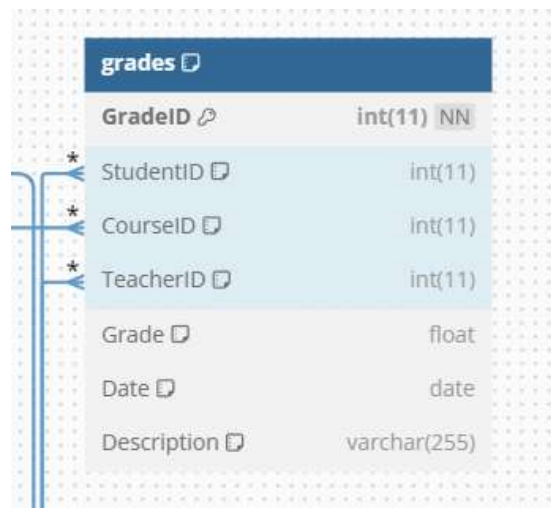 grades
GradeID int(11) NN
* StudentID int(11)
* CourseID int(11)
* TeacherID int(11)
Grade float
Date date
Description varchar(255)